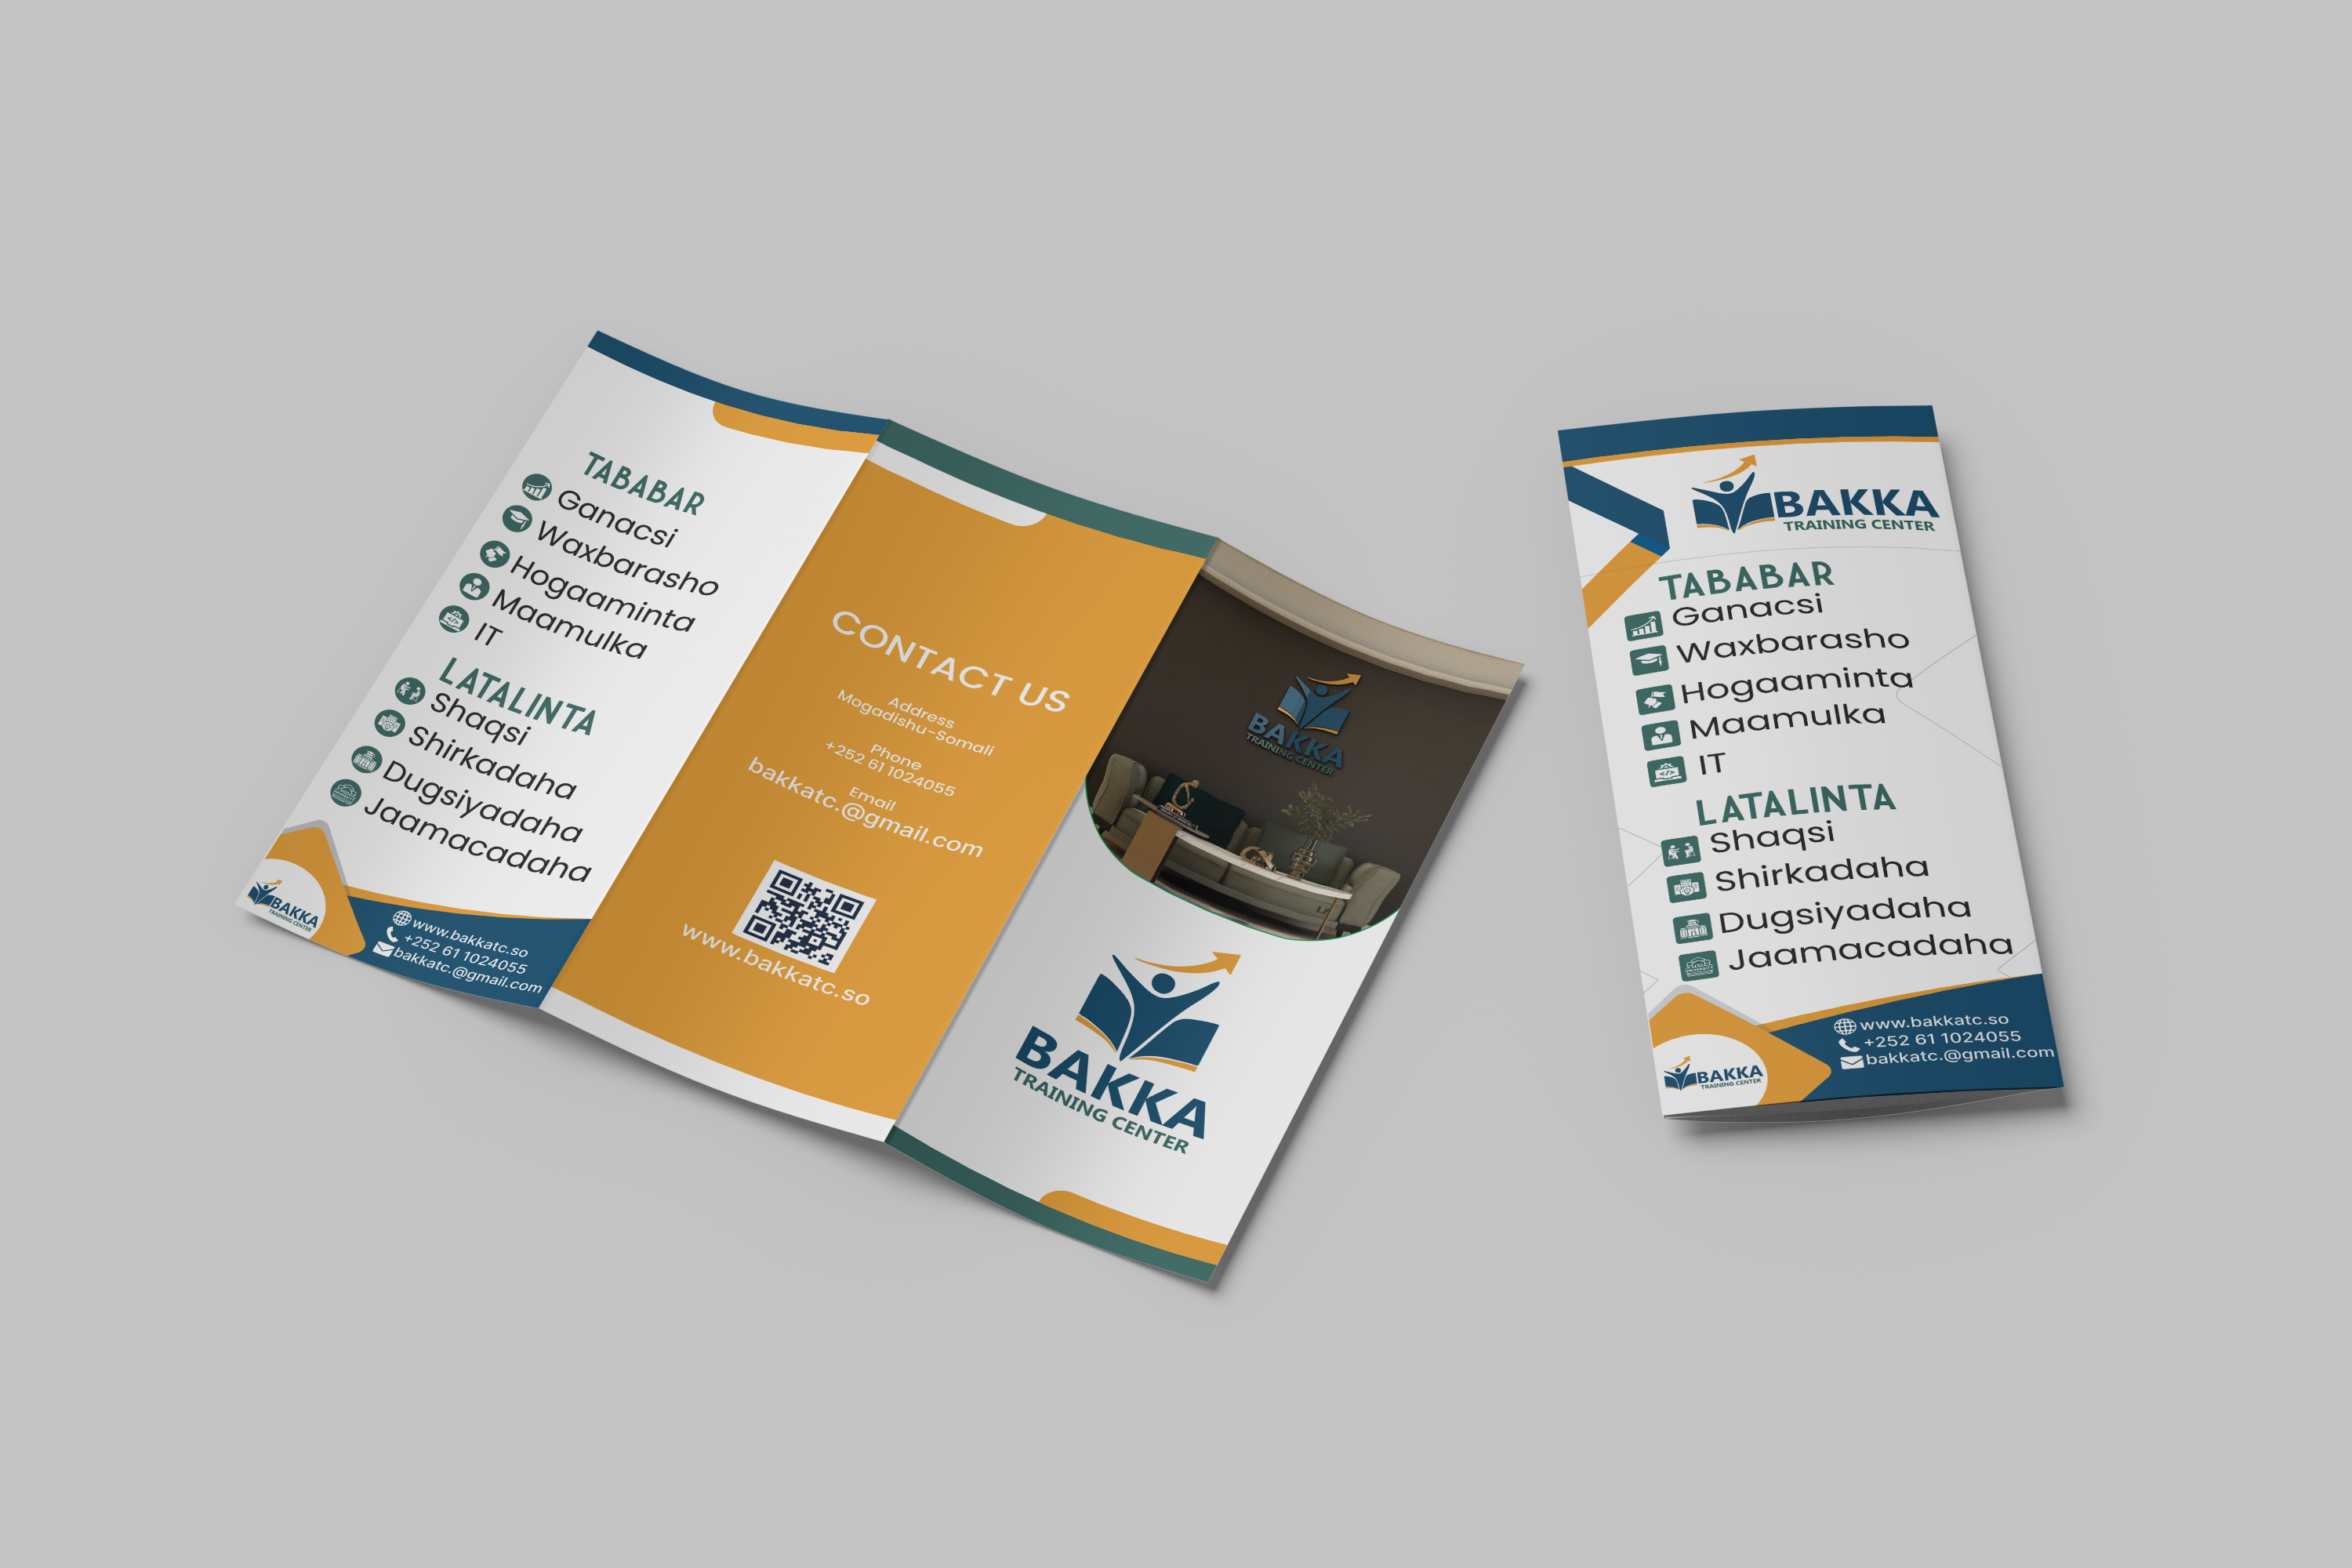 TABABAR
Ganacsi
Waxbarasho
Hogaaminta
Maamulka
IT
LATALINTA
Shaqsi
Shirkadaha
Dugsiyadaha
Jaamacadaha
BAKKA
TRAINING CENTER
www.bakkatc.so
+252 61 1024055
bakkatc.@gmail.com
CONTACT US
Address
Mogadishu-Somali
Phone
+252 61 1024055
Email
bakkatc.@gmail.com
www.bakkatc.so
BAKKA
TRAINING CENTER
BAKKA
TRAINING CENTER
BAKKA
TRAINING CENTER
TABABAR
Ganacsi
Waxbarasho
Hogaaminta
Maamulka
IT
LATALINTA
Shaqsi
Shirkadaha
Dugsiyadaha
Jaamacadaha
BAKKA
TRAINING CENTER
www.bakkatc.so
+252 61 1024055
bakkatc.@gmail.com